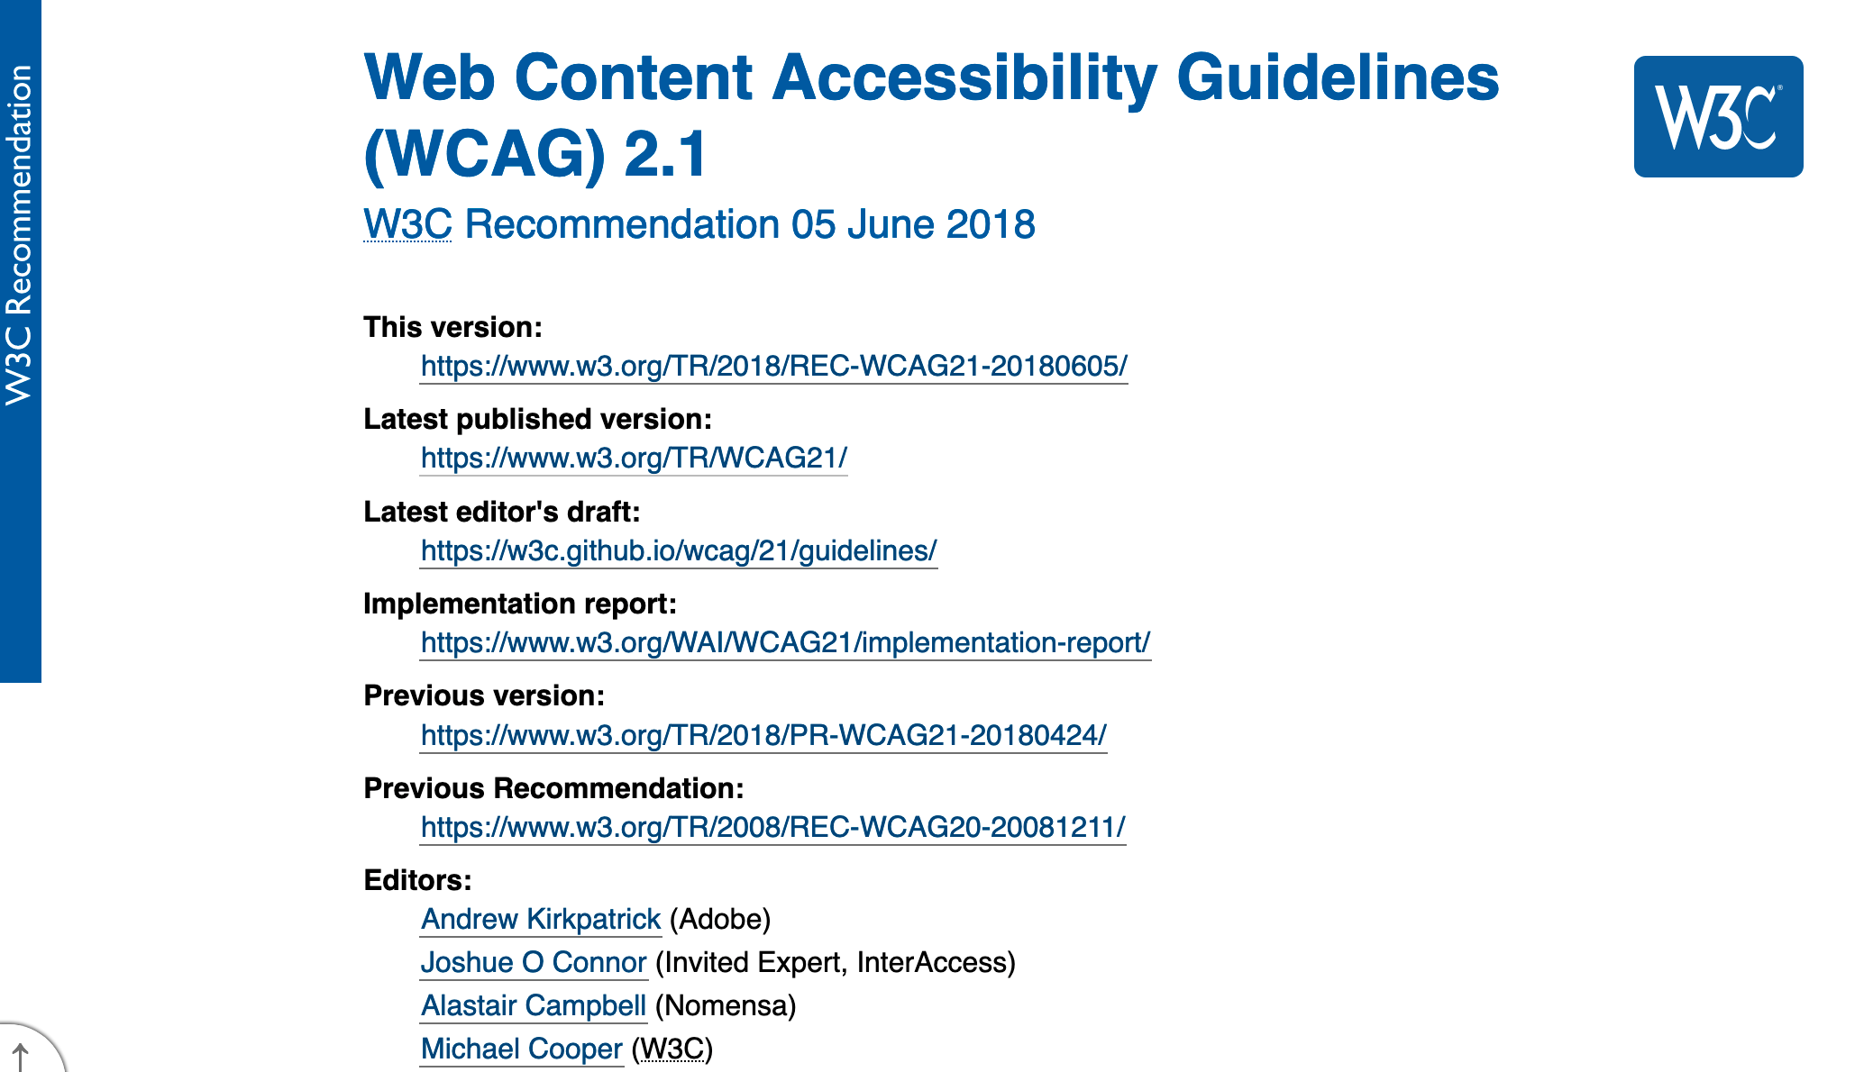 W3C Recommendation
Web Content Accessibility Guidelines
(WCAG) 2.1
W3C®
W3C Recommendation 05 June 2018
This version:
https://www.w3.org/TR/2018/REC-WCAG21-20180605/
Latest published version:
https://www.w3.org/TR/WCAG21/
Latest editor's draft:
https://w3c.github.io/wcag/21/guidelines/
Implementation report:
https://www.w3.org/WAI/WCAG21/implementation-report/
Previous version:
https://www.w3.org/TR/2018/PR-WCAG21-20180424/
Previous Recommendation:
https://www.w3.org/TR/2008/REC-WCAG20-20081211/
Editors:
Andrew Kirkpatrick (Adobe)
Joshue O Connor (Invited Expert, InterAccess)
Alastair Campbell (Nomensa)
Michael Cooper (W3C)
↑